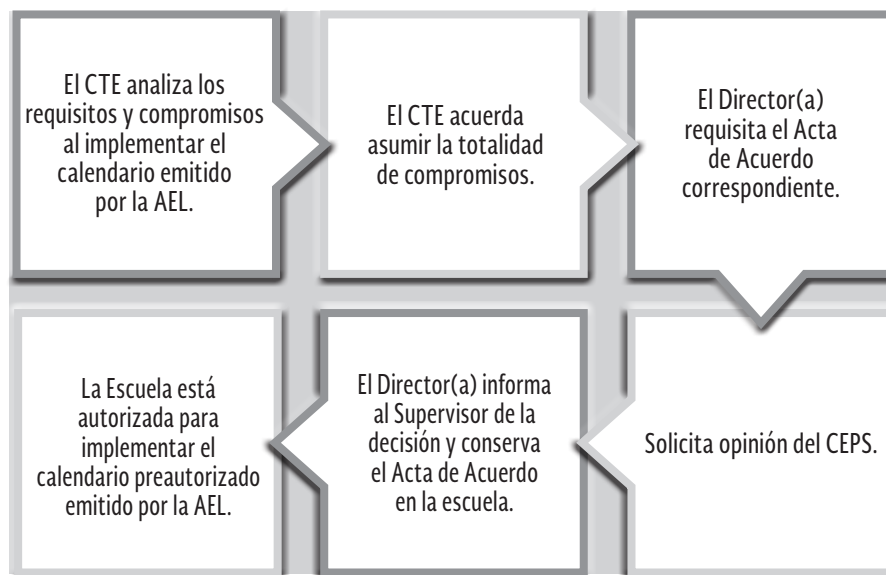 El CTE analiza los
requisitos y compromisos
al implementar el
calendario emitido
por la AEL.
El CTE acuerda
asumir la totalidad
de compromisos.
El Director(a)
requisita el Acta
de Acuerdo
correspondiente.
Solicita opinión del CEPS.
El Director(a) informa
al Supervisor de la
decisión y conserva
el Acta de Acuerdo
en la escuela.
La Escuela está
autorizada para
implementar el
calendario preautorizado
emitido por la AEL.